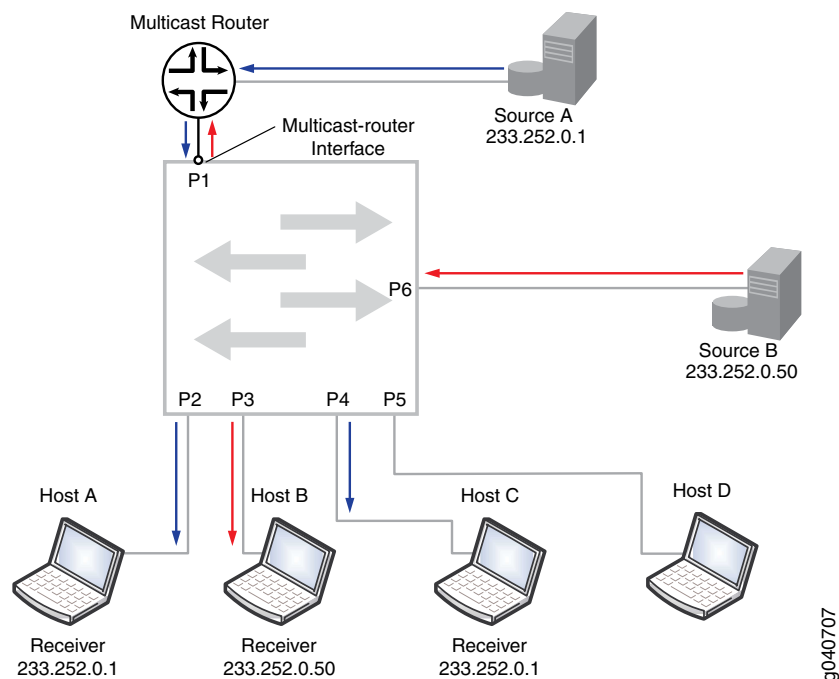 Multicast Router
Source A
233.252.0.1
Multicast-router
Interface
P1
P6
Source B
233.252.0.50
P2
P3
P4
P5
Host A
Host B
Host C
Host D
Receiver
233.252.0.1
Receiver
233.252.0.50
Receiver
233.252.0.1
g040707